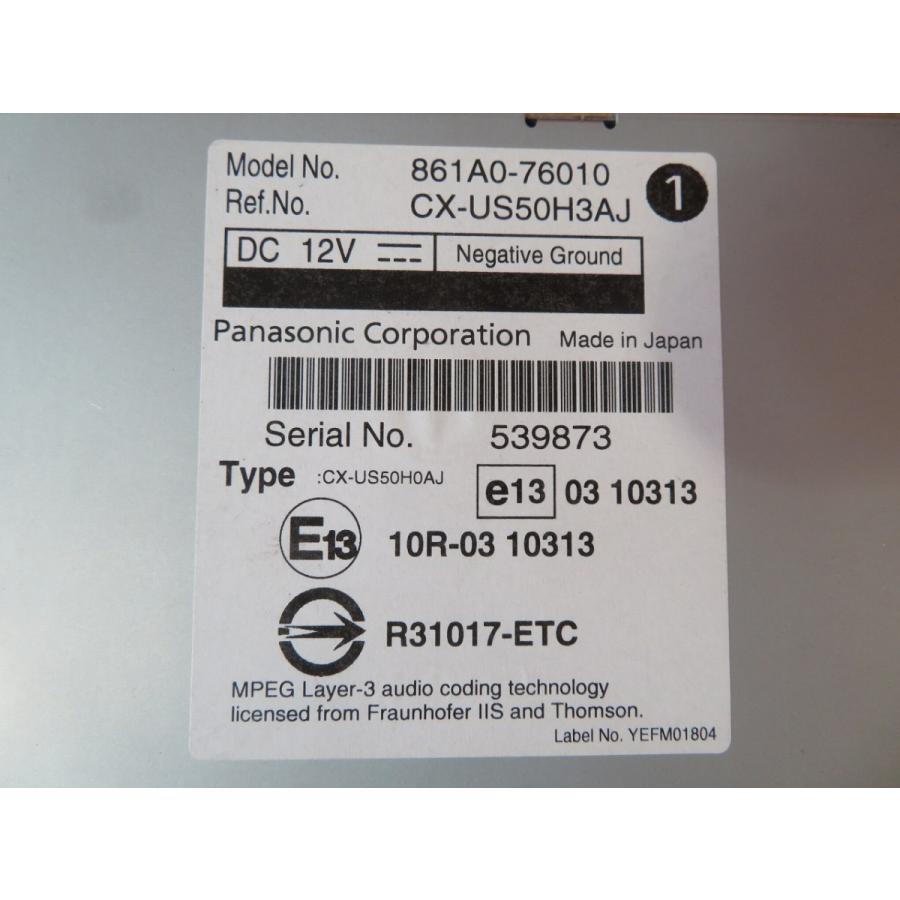 Model No. 861A0-76010
Ref.No. CX-US50H3AJ 1
DC 12V Negative Ground
Panasonic Corporation Made in Japan
Serial No. 539873
Type :CX-US50H0AJ e13 03 10313
E13 10R-03 10313
R31017-ETC
MPEG Layer-3 audio coding technology
licensed from Fraunhofer IIS and Thomson.
Label No. YEFM01804